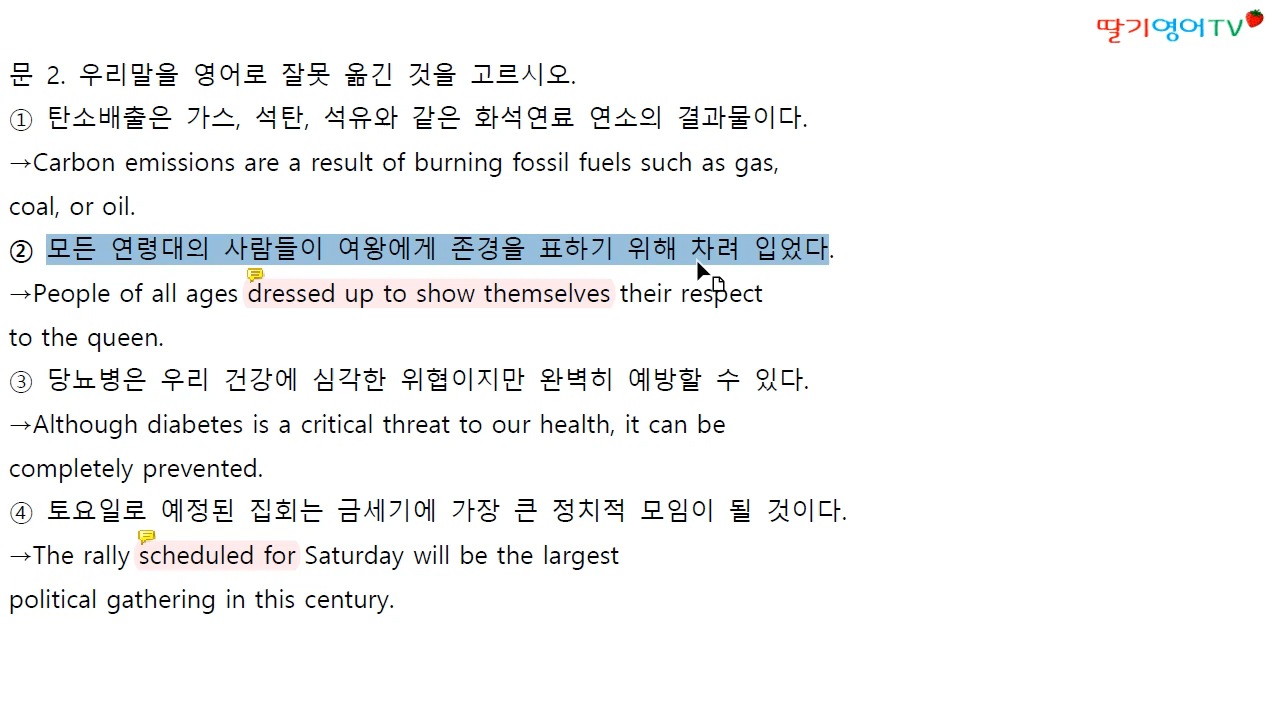 딸기영어TV
문 2. 우리말을 영어로 잘못 옮긴 것을 고르시오.
① 탄소배출은 가스, 석탄, 석유와 같은 화석연료 연소의 결과물이다.
→Carbon emissions are a result of burning fossil fuels such as gas,
coal, or oil.
② 모든 연령대의 사람들이 여왕에게 존경을 표하기 위해 차려 입었다.
→People of all ages dressed up to show themselves their respect
to the queen.
③ 당뇨병은 우리 건강에 심각한 위협이지만 완벽히 예방할 수 있다.
→Although diabetes is a critical threat to our health, it can be
completely prevented.
④ 토요일로 예정된 집회는 금세기에 가장 큰 정치적 모임이 될 것이다.
→The rally scheduled for Saturday will be the largest
political gathering in this century.